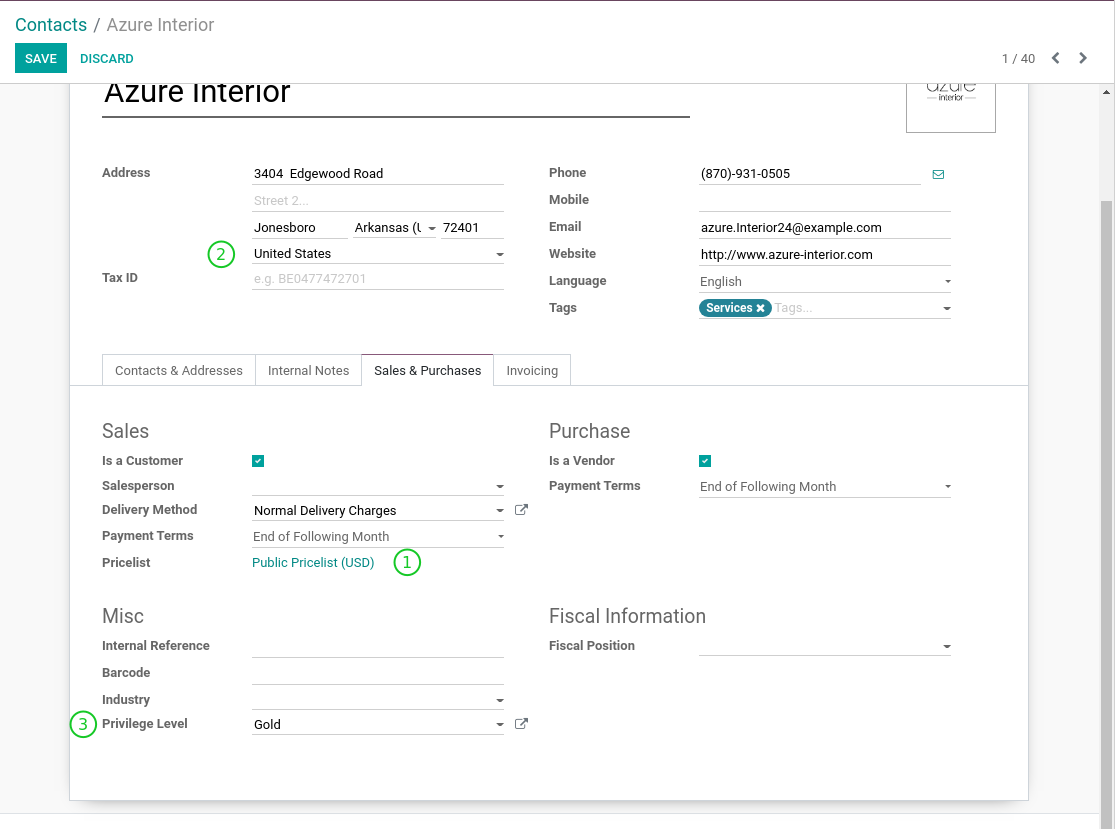 Contacts / Azure Interior
SAVE DISCARD 1 / 40
Azure Interior
azure
interior
Address 3404 Edgewood Road
Street 2...
Jonesboro Arkansas (U 72401
2 United States
Tax ID e.g. BE0477472701
Phone (870)-931-0505
Mobile
Email azure.Interior24@example.com
Website http://www.azure-interior.com
Language English
Tags Services Tags...
Contacts & Addresses Internal Notes Sales & Purchases Invoicing
Sales
Is a Customer
Salesperson
Delivery Method Normal Delivery Charges
Payment Terms End of Following Month
Pricelist Public Pricelist (USD) 1
Purchase
Is a Vendor
Payment Terms End of Following Month
Misc
Internal Reference
Barcode
Industry
3 Privilege Level Gold
Fiscal Information
Fiscal Position